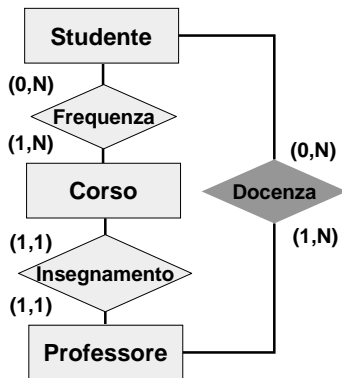 Studente
(0,N)
Frequenza
(1,N)
(0,N)
Corso
Docenza
(1,1)
(1,N)
Insegnamento
(1,1)
Professore